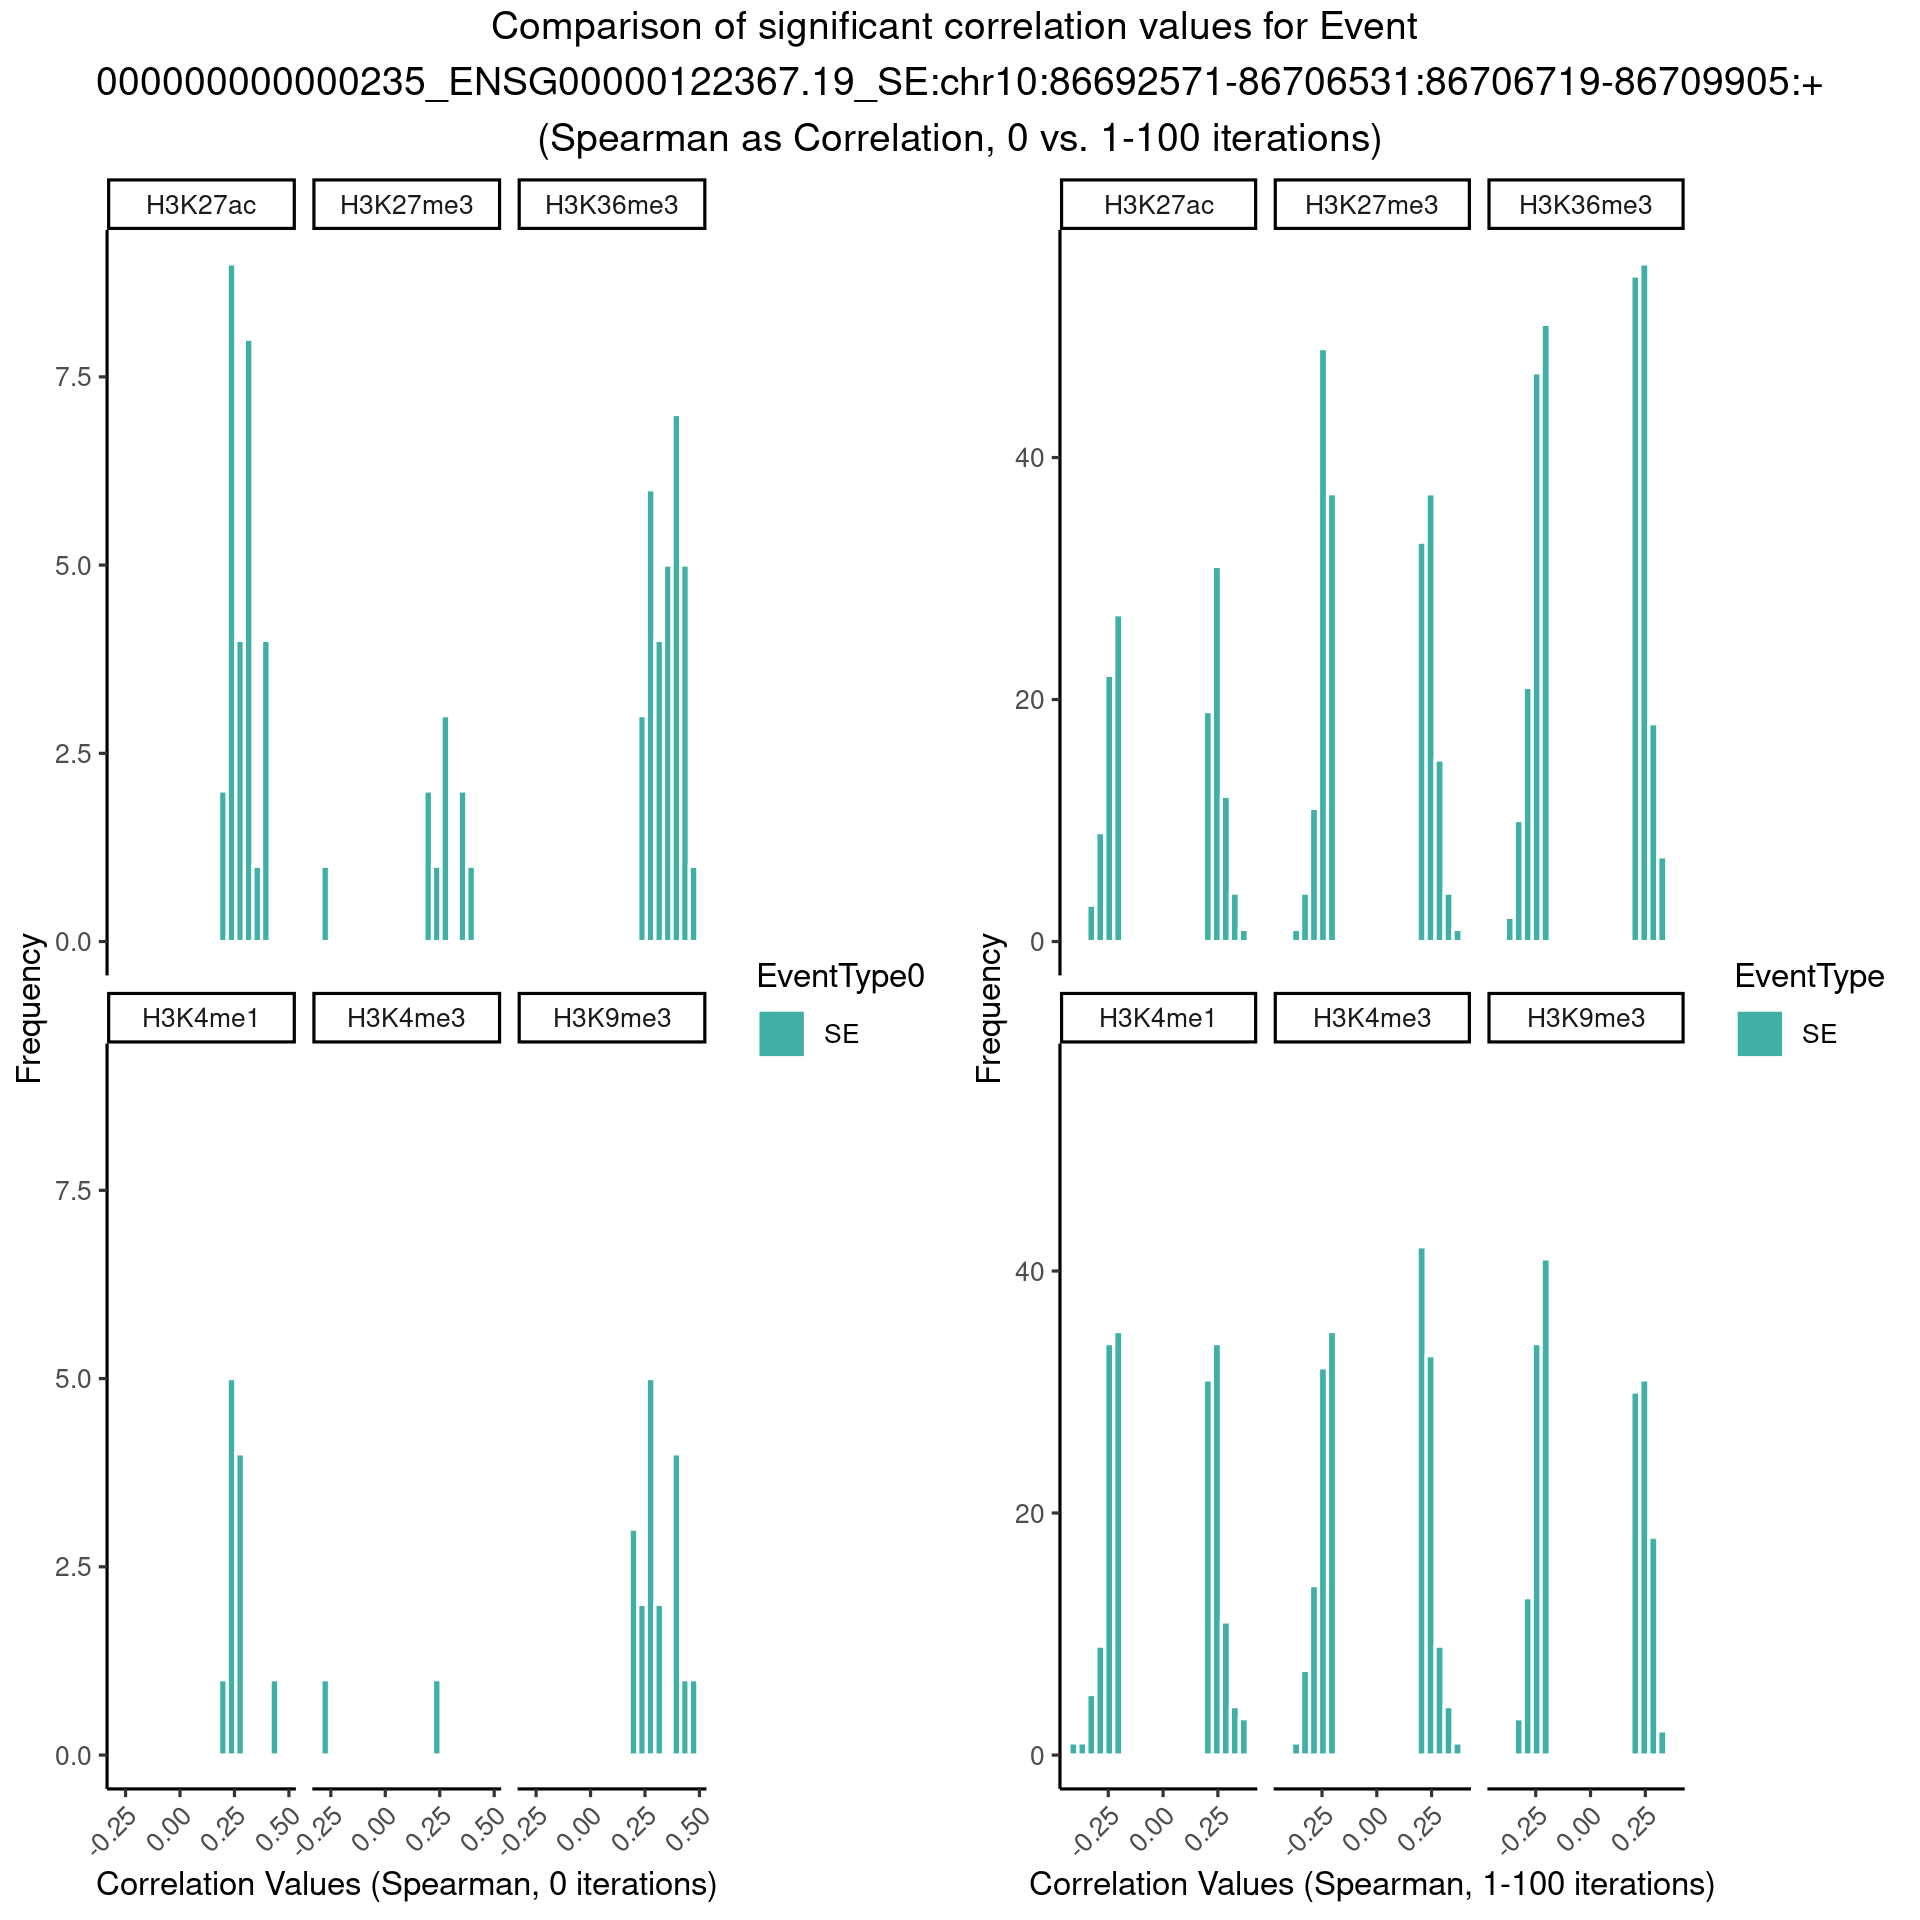 Comparison of significant correlation values for Event
000000000000235_ENSG00000122367.19_SE:chr10:86692571-86706531:86706719-86709905:+
(Spearman as Correlation, 0 vs. 1-100 iterations)
H3K27ac H3K27me3 H3K36me3
7.5
5.0
2.5
0.0
H3K4me1 H3K4me3 H3K9me3
7.5
5.0
2.5
0.0
-0.25 0.00 0.25 0.50 -0.25 0.00 0.25 0.50 -0.25 0.00 0.25 0.50
Frequency
Correlation Values (Spearman, 0 iterations)
EventType0
SE
H3K27ac H3K27me3 H3K36me3
40
20
0
H3K4me1 H3K4me3 H3K9me3
40
20
0
-0.25 0.00 0.25 -0.25 0.00 0.25 -0.25 0.00 0.25
Frequency
Correlation Values (Spearman, 1-100 iterations)
EventType
SE